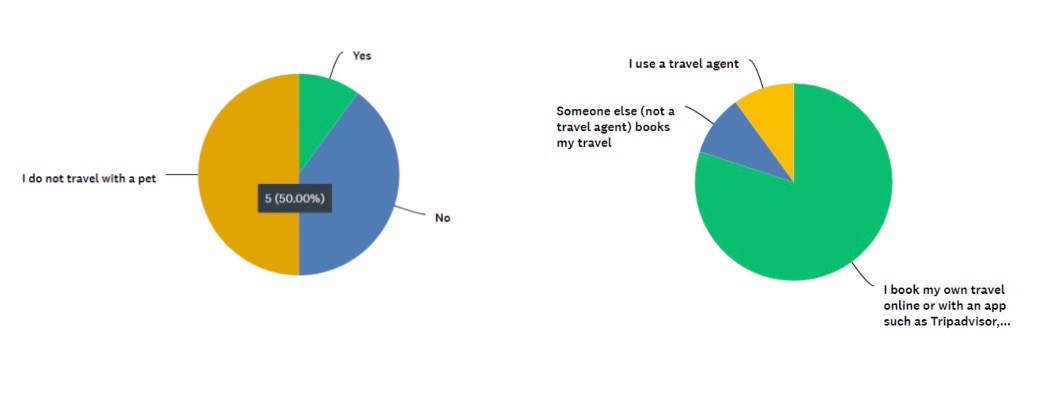 Yes
I do not travel with a pet
5 (50.00%)
No
I use a travel agent
Someone else (not a
travel agent) books
my travel
I book my own travel
online or with an app
such as Tripadvisor,...